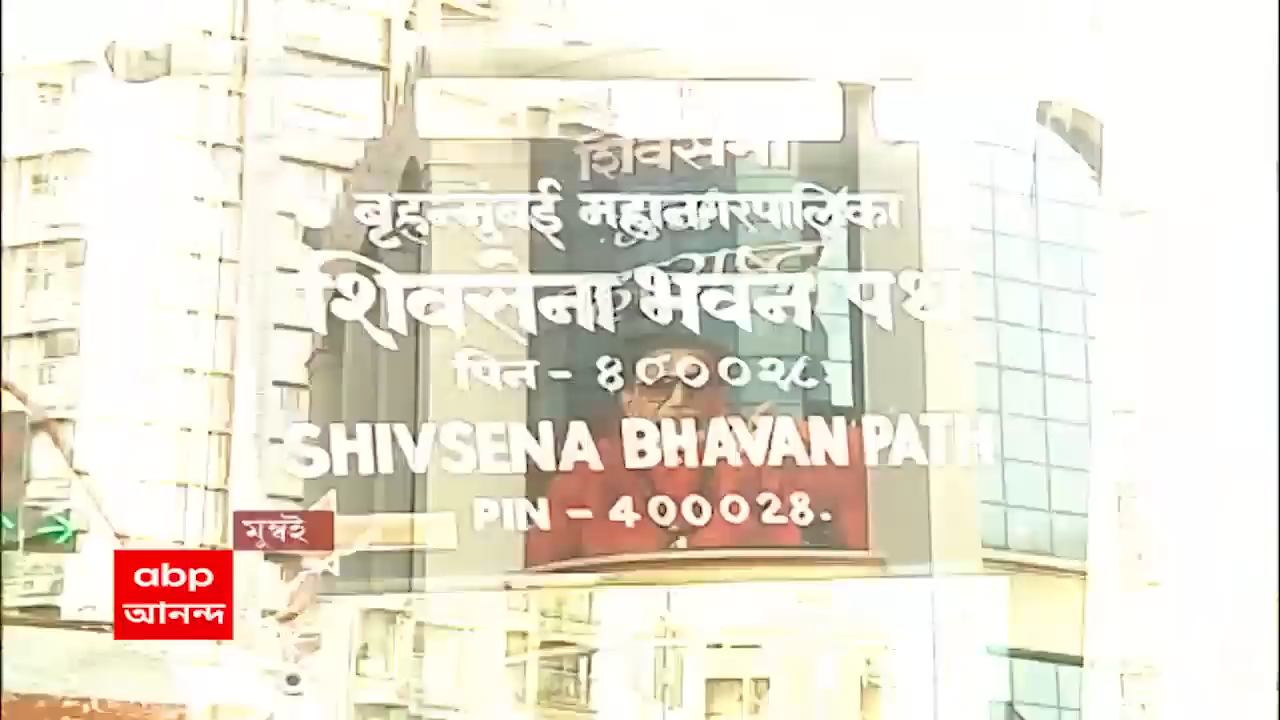 शिवसेना
बृहन्मुंबई महानगरपालिका
शिवसेना भवन पथ
पिन - ४०००२८.
SHIVSENA BHAVAN PATH
PIN - 400028.
মুম্বই
abp
আনন্দ